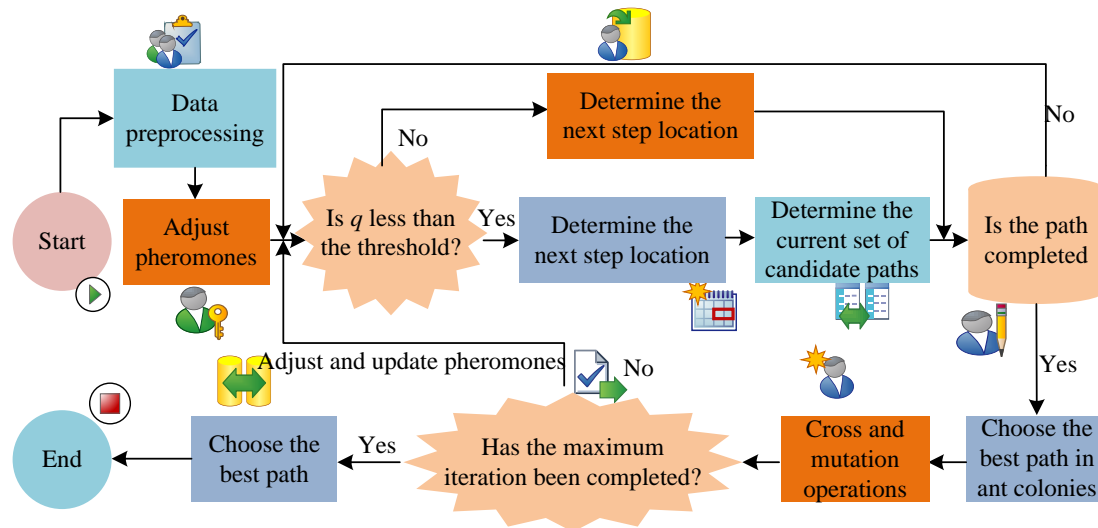 Data
preprocessing
Determine the
next step location
No
No
Start
Adjust
pheromones
Is q less than
the threshold?
Yes
Determine the
next step location
Determine the
current set of
candidate paths
Is the path
completed
Adjust and update pheromones
No
Yes
End
Choose the
best path
Yes
Has the maximum
iteration been completed?
Cross and
mutation
operations
Choose the
best path in
ant colonies